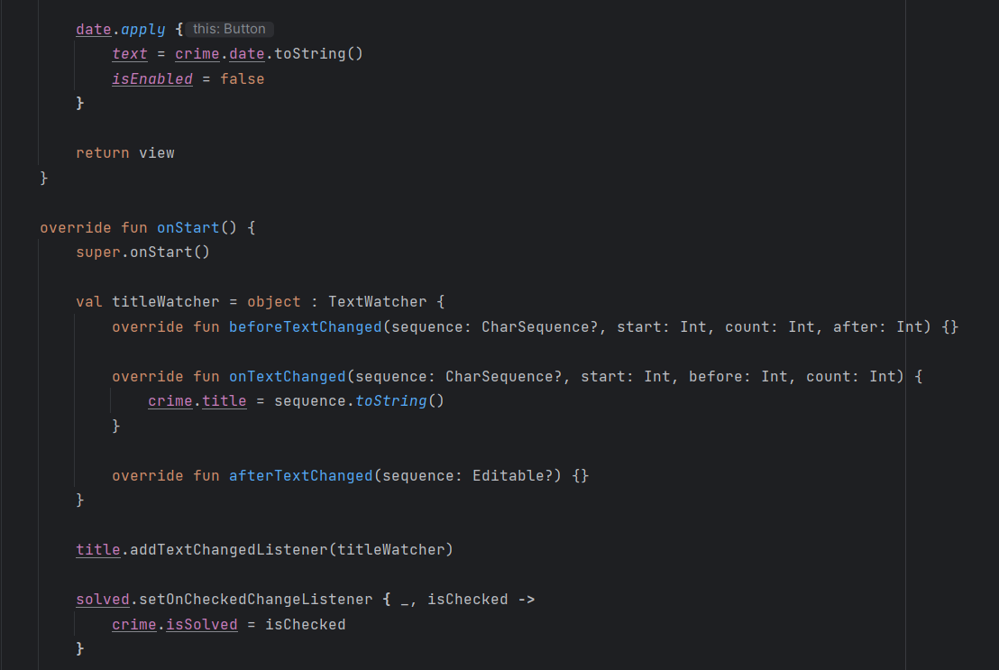 date.apply { this: Button
text = crime.date.toString()
isEnabled = false
}
return view
}
override fun onStart() {
super.onStart()
val titleWatcher = object : TextWatcher {
override fun beforeTextChanged(sequence: CharSequence?, start: Int, count: Int, after: Int) {}
override fun onTextChanged(sequence: CharSequence?, start: Int, before: Int, count: Int) {
crime.title = sequence.toString()
}
override fun afterTextChanged(sequence: Editable?) {}
}
title.addTextChangedListener(titleWatcher)
solved.setOnCheckedChangeListener { _, isChecked ->
crime.isSolved = isChecked
}